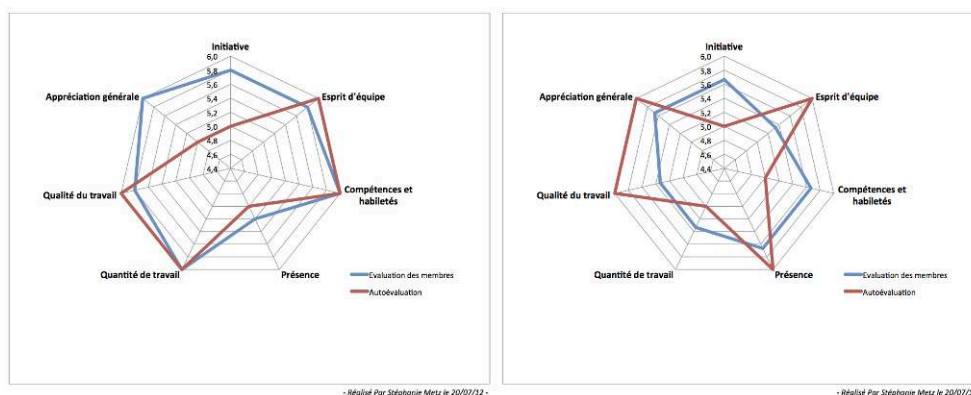 Initiative
6,0
5,8
5,6
5,4
5,2
5,0
4,8
4,6
4,4
Appréciation générale
Esprit d'équipe
Qualité du travail
Compétences et
habiletés
Quantité de travail
Présence
Evaluation des membres
Autoévaluation
- Réalisé Par Stéphanie Metz le 20/07/12 -
Initiative
6,0
5,8
5,6
5,4
5,2
5,0
4,8
4,6
4,4
Appréciation générale
Esprit d'équipe
Qualité du travail
Compétences et
habiletés
Quantité de travail
Présence
Evaluation des membres
Autoévaluation
- Réalisé Par Stéphanie Metz le 20/07/1